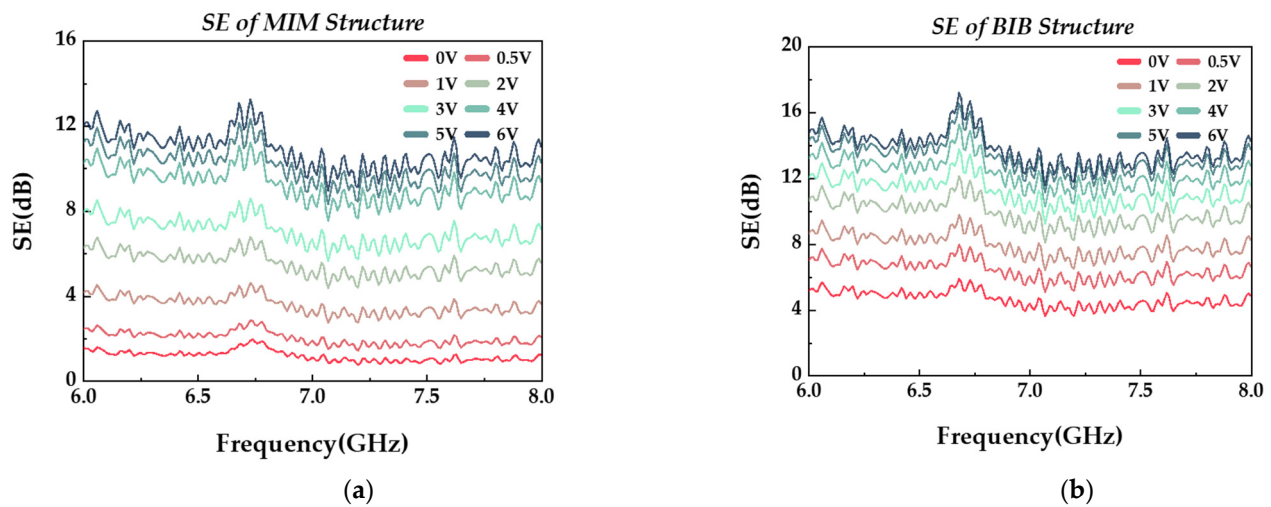 SE of MIM Structure
16
12
8
4
0
SE(dB)
0V 0.5V
1V 2V
3V 4V
5V 6V
6.0 6.5 7.0 7.5 8.0
Frequency(GHz)
(a)
SE of BIB Structure
20
16
12
8
4
0
SE(dB)
0V 0.5V
1V 2V
3V 4V
5V 6V
6.0 6.5 7.0 7.5 8.0
Frequency(GHz)
(b)